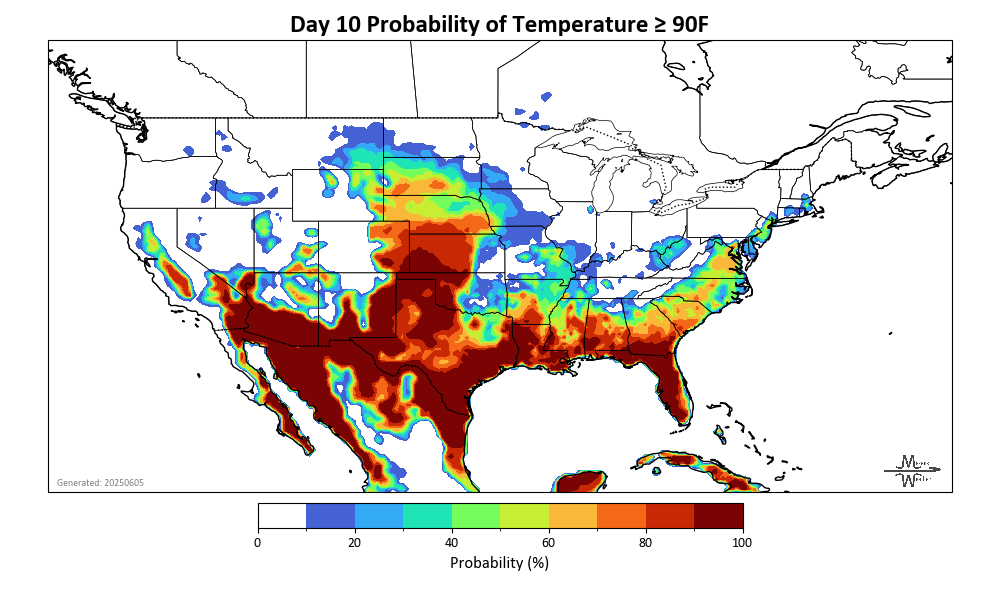 Day 10 Probability of Temperature ≥ 90F
Generated: 20250605
0 20 40 60 80 100
Probability (%)